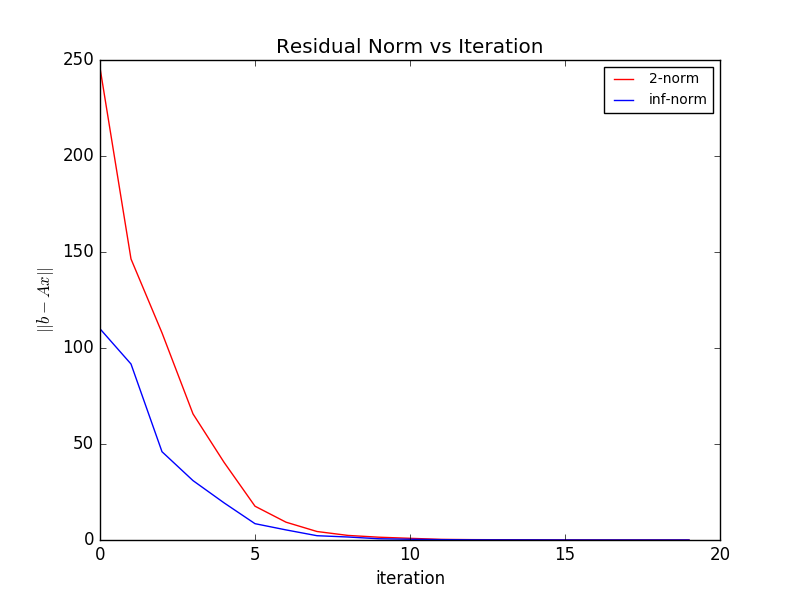 Residual Norm vs Iteration
2-norm
inf-norm
250
200
150
100
50
0
||b − Ax||
0 5 10 15 20
iteration